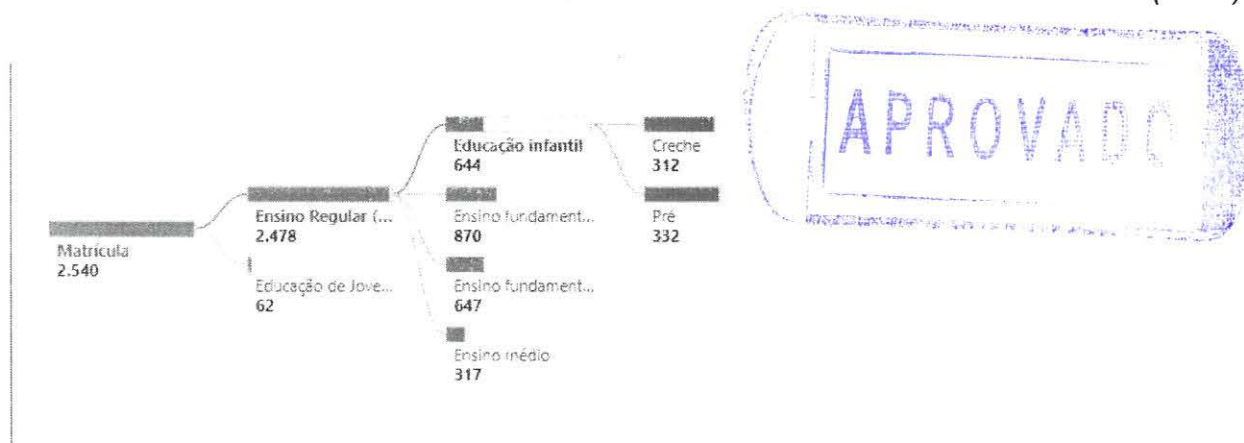 Matrícula
2.540
Ensino Regular (...
2.478
Educação de Jove...
62
Educação infantil
644
Ensino fundament...
870
Ensino fundament...
647
Ensino médio
317
Creche
312
Pré
332
APROVADO